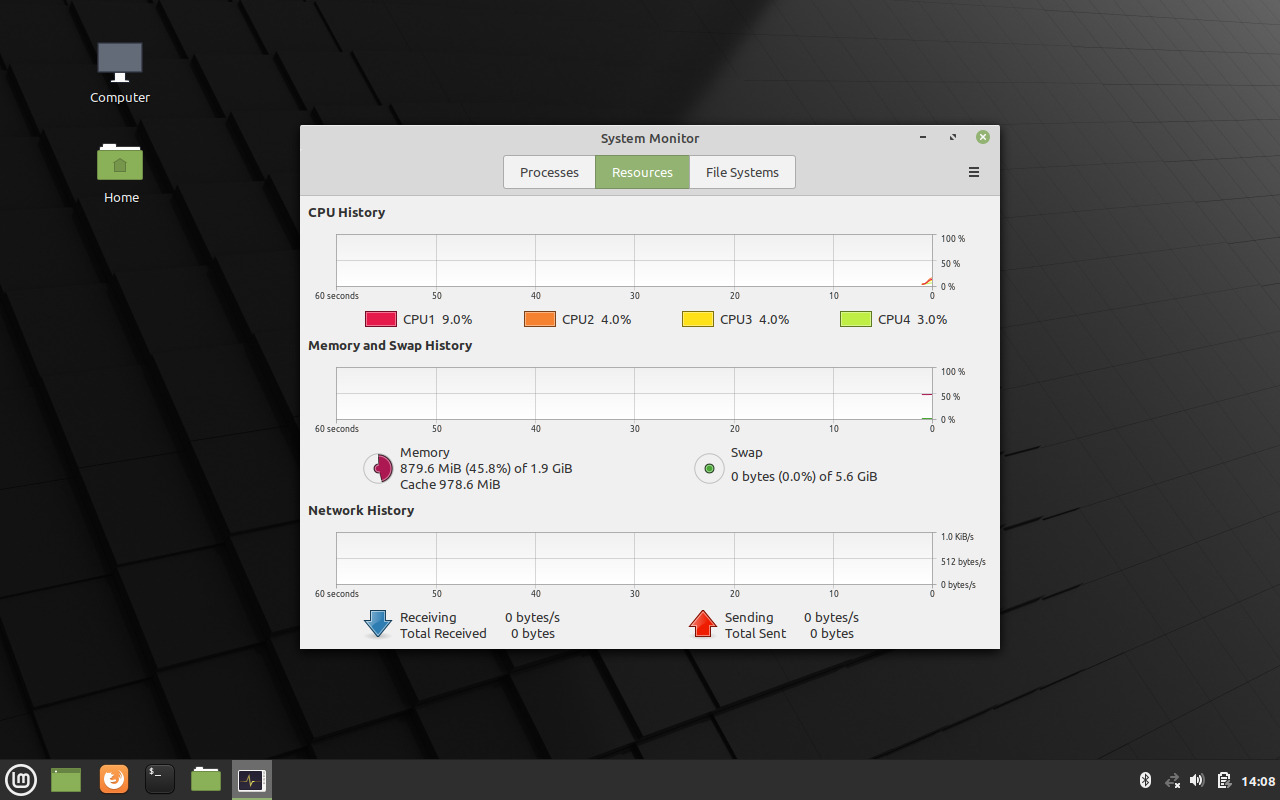 Computer
Home
System Monitor
Processes Resources File Systems
CPU History
100 %
50 %
0 %
60 seconds 50 40 30 20 10 0
CPU1 9.0% CPU2 4.0% CPU3 4.0% CPU4 3.0%
Memory and Swap History
100 %
50 %
0 %
60 seconds 50 40 30 20 10 0
Memory
879.6 MiB (45.8%) of 1.9 GiB
Cache 978.6 MiB
Swap
0 bytes (0.0%) of 5.6 GiB
Network History
1.0 KiB/s
512 bytes/s
0 bytes/s
60 seconds 50 40 30 20 10 0
Receiving 0 bytes/s
Total Received 0 bytes
Sending 0 bytes/s
Total Sent 0 bytes
$_
14:08